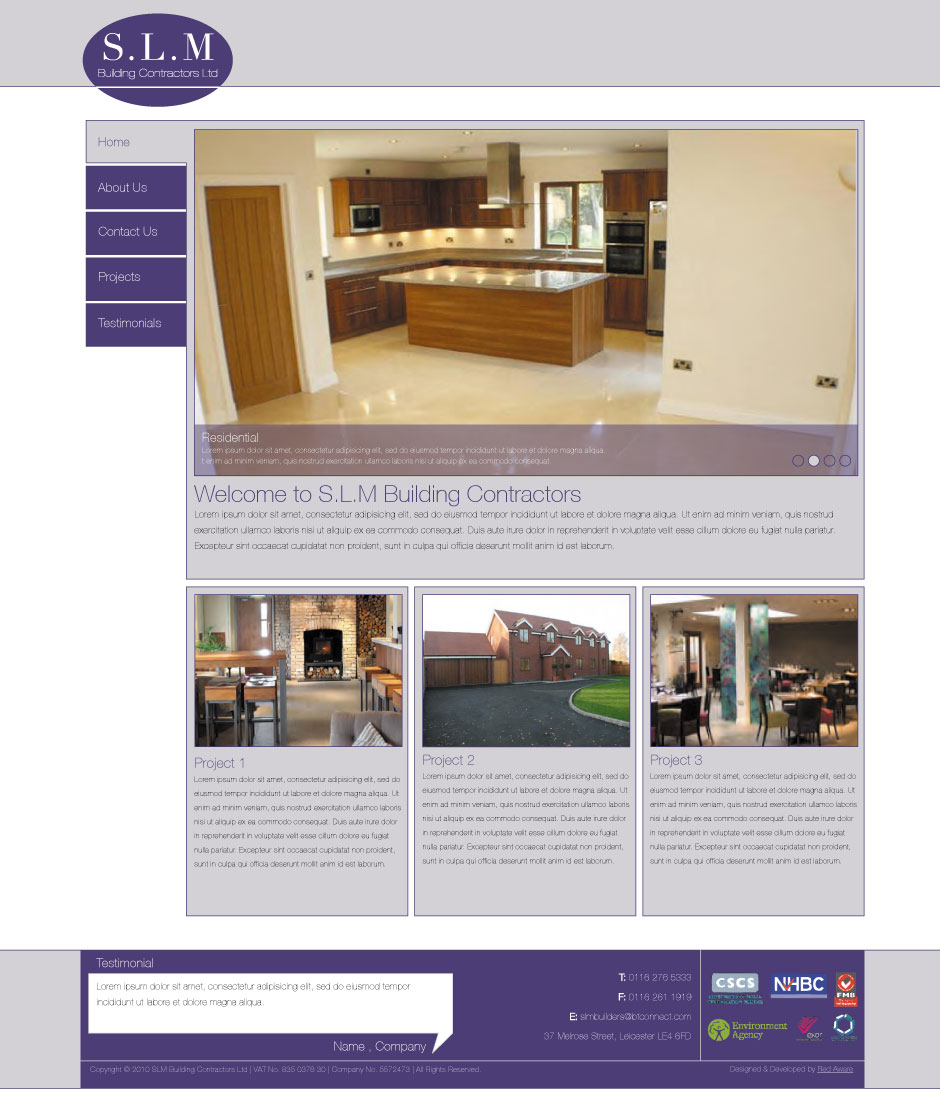 S.L.M
Building Contractors Ltd
Home
About Us
Contact Us
Projects
Testimonials
Residential
Lorem ipsum dolor sit amet, consectetur adipisicing elit, sed do eiusmod tempor incididunt ut labore et dolore magna aliqua.
t enim ad minim veniam, quis nostrud exercitation ullamco laboris nisi ut aliquip ex ea commodo consequat.
Welcome to S.L.M Building Contractors
Lorem ipsum dolor sit amet, consectetur adipisicing elit, sed do eiusmod tempor incididunt ut labore et dolore magna aliqua. Ut enim ad minim veniam, quis nostrud
exercitation ullamco laboris nisi ut aliquip ex ea commodo consequat. Duis aute irure dolor in reprehenderit in voluptate velit esse cillum dolore eu fugiat nulla pariatur.
Excepteur sint occaecat cupidatat non proident, sunt in culpa qui officia deserunt mollit anim id est laborum.
Project 1
Lorem ipsum dolor sit amet, consectetur adipisicing elit, sed do
eiusmod tempor incididunt ut labore et dolore magna aliqua. Ut
enim ad minim veniam, quis nostrud exercitation ullamco laboris
nisi ut aliquip ex ea commodo consequat. Duis aute irure dolor
in reprehenderit in voluptate velit esse cillum dolore eu fugiat
nulla pariatur. Excepteur sint occaecat cupidatat non proident,
sunt in culpa qui officia deserunt mollit anim id est laborum.
Project 2
Lorem ipsum dolor sit amet, consectetur adipisicing elit, sed do
eiusmod tempor incididunt ut labore et dolore magna aliqua. Ut
enim ad minim veniam, quis nostrud exercitation ullamco laboris
nisi ut aliquip ex ea commodo consequat. Duis aute irure dolor
in reprehenderit in voluptate velit esse cillum dolore eu fugiat
nulla pariatur. Excepteur sint occaecat cupidatat non proident,
sunt in culpa qui officia deserunt mollit anim id est laborum.
Project 3
Lorem ipsum dolor sit amet, consectetur adipisicing elit, sed do
eiusmod tempor incididunt ut labore et dolore magna aliqua. Ut
enim ad minim veniam, quis nostrud exercitation ullamco laboris
nisi ut aliquip ex ea commodo consequat. Duis aute irure dolor
in reprehenderit in voluptate velit esse cillum dolore eu fugiat
nulla pariatur. Excepteur sint occaecat cupidatat non proident,
sunt in culpa qui officia deserunt mollit anim id est laborum.
Testimonial
Lorem ipsum dolor sit amet, consectetur adipisicing elit, sed do eiusmod tempor
incididunt ut labore et dolore magna aliqua.
Name , Company
T: 0116 276 5333
F: 0116 261 1919
E: slmbuilders@btconnect.com
37 Melrose Street, Leicester LE4 6FD
CSCS
NHBC
FMB
Environment
Agency
Copyright © 2010 SLM Building Contractors Ltd | VAT No. 835 0378 30 | Company No. 5572473 | All Rights Reserved.
Designed & Developed by Red Aware